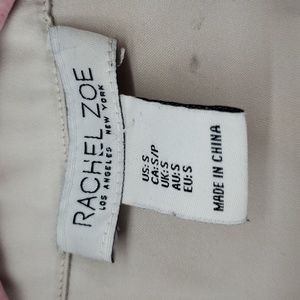 RACHEL ZOE
LOS ANGELES NEW YORK
US: S
CA: S/P
UK: S
AU: S
EU: S
MADE IN CHINA